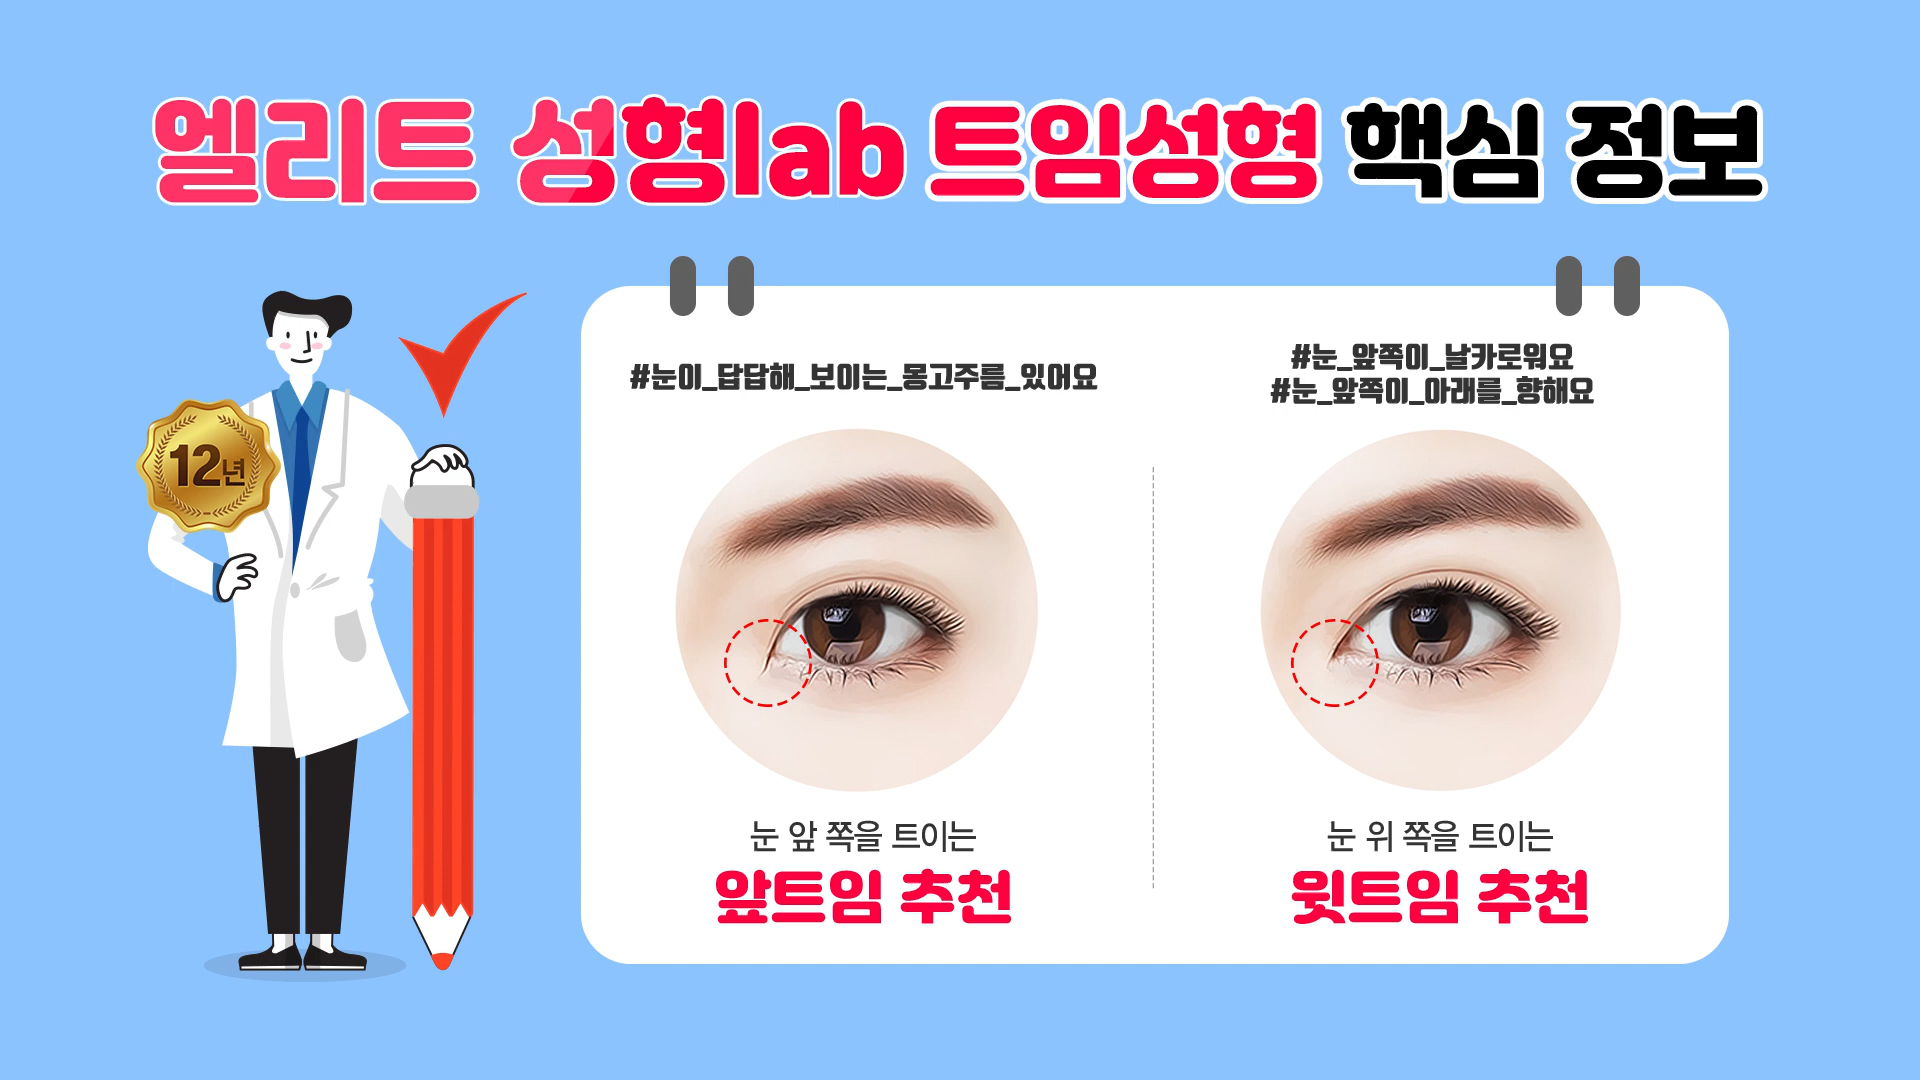 엘리트 성형lab 트임성형 핵심 정보
12년
#눈이_답답해_보이는_몽고주름_있어요
눈 앞 쪽을 트이는
앞트임 추천
#눈_앞쪽이_날카로워요
#눈_앞쪽이_아래를_향해요
눈 위 쪽을 트이는
윗트임 추천